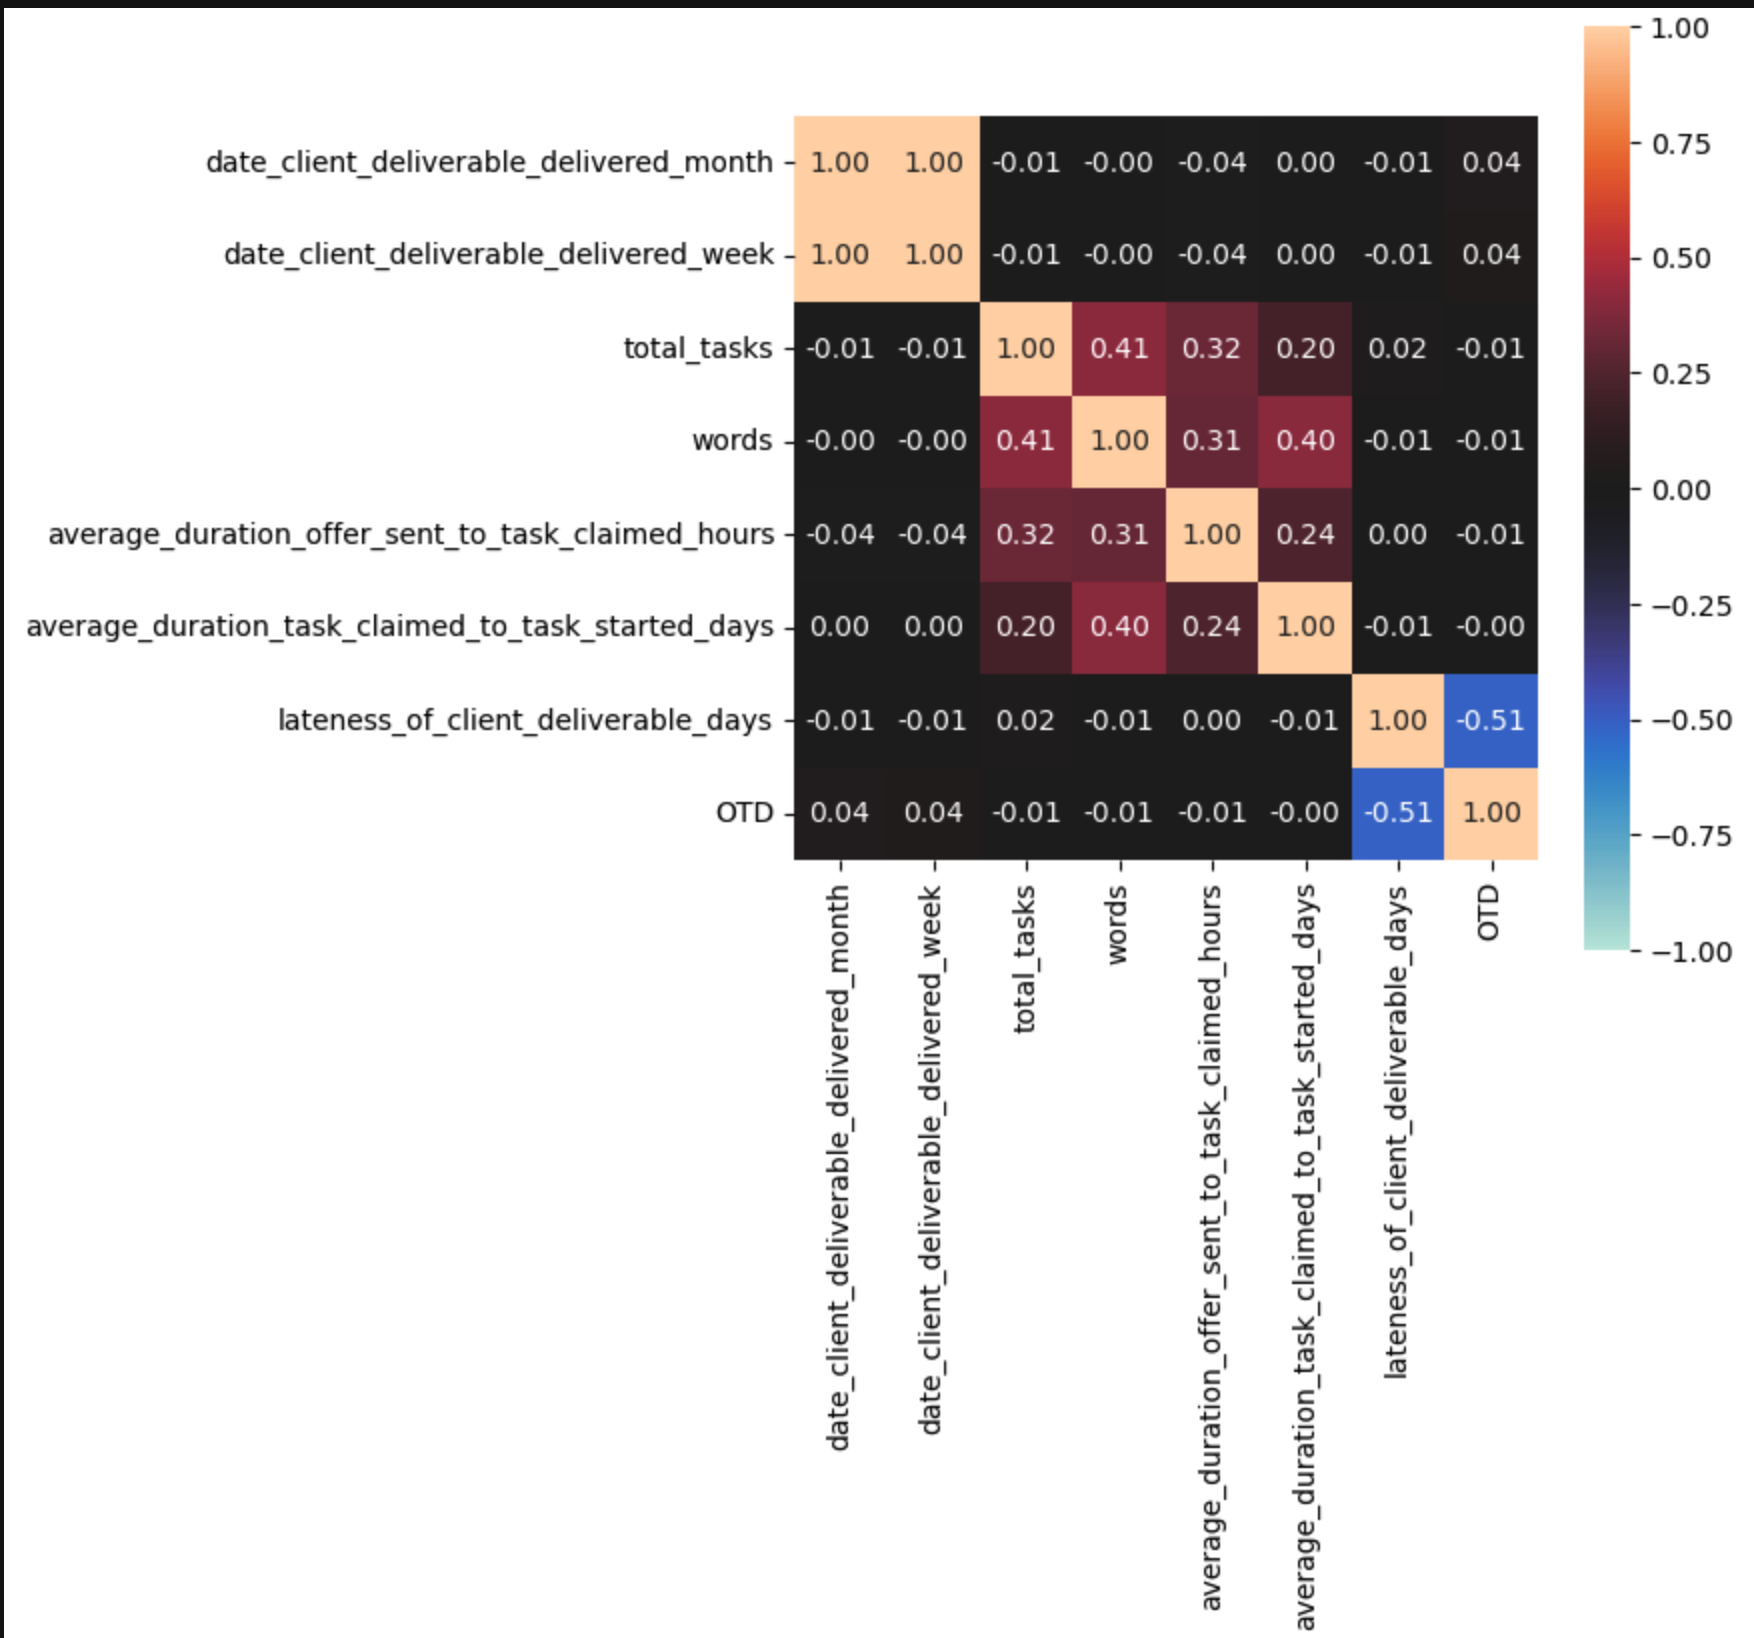 date_client_deliverable_delivered_month 1.00 1.00 -0.01 -0.00 -0.04 0.00 -0.01 0.04
date_client_deliverable_delivered_week 1.00 1.00 -0.01 -0.00 -0.04 0.00 -0.01 0.04
total_tasks -0.01 -0.01 1.00 0.41 0.32 0.20 0.02 -0.01
words -0.00 -0.00 0.41 1.00 0.31 0.40 -0.01 -0.01
average_duration_offer_sent_to_task_claimed_hours -0.04 -0.04 0.32 0.31 1.00 0.24 0.00 -0.01
average_duration_task_claimed_to_task_started_days 0.00 0.00 0.20 0.40 0.24 1.00 -0.01 -0.00
lateness_of_client_deliverable_days -0.01 -0.01 0.02 -0.01 0.00 -0.01 1.00 -0.51
OTD 0.04 0.04 -0.01 -0.01 -0.01 -0.00 -0.51 1.00
date_client_deliverable_delivered_month
date_client_deliverable_delivered_week
total_tasks
words
average_duration_offer_sent_to_task_claimed_hours
average_duration_task_claimed_to_task_started_days
lateness_of_client_deliverable_days
OTD
1.00
0.75
0.50
0.25
0.00
−0.25
−0.50
−0.75
−1.00